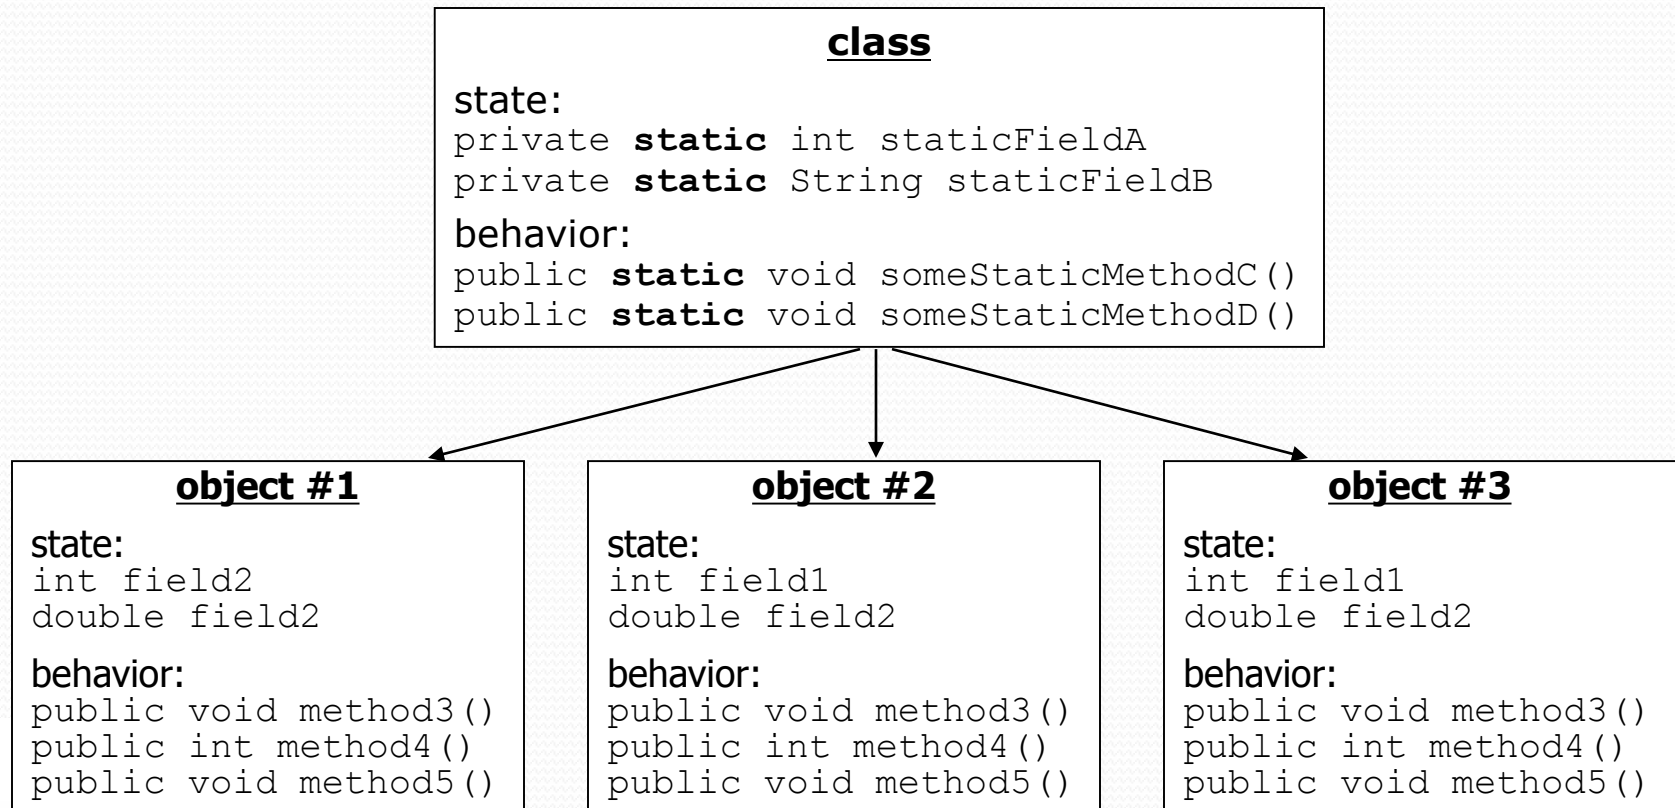 class
state:
private static int staticFieldA
private static String staticFieldB
behavior:
public static void someStaticMethodC()
public static void someStaticMethodD()
object #1
state:
int field2
double field2
behavior:
public void method3()
public int method4()
public void method5()
object #2
state:
int field1
double field2
behavior:
public void method3()
public int method4()
public void method5()
object #3
state:
int field1
double field2
behavior:
public void method3()
public int method4()
public void method5()